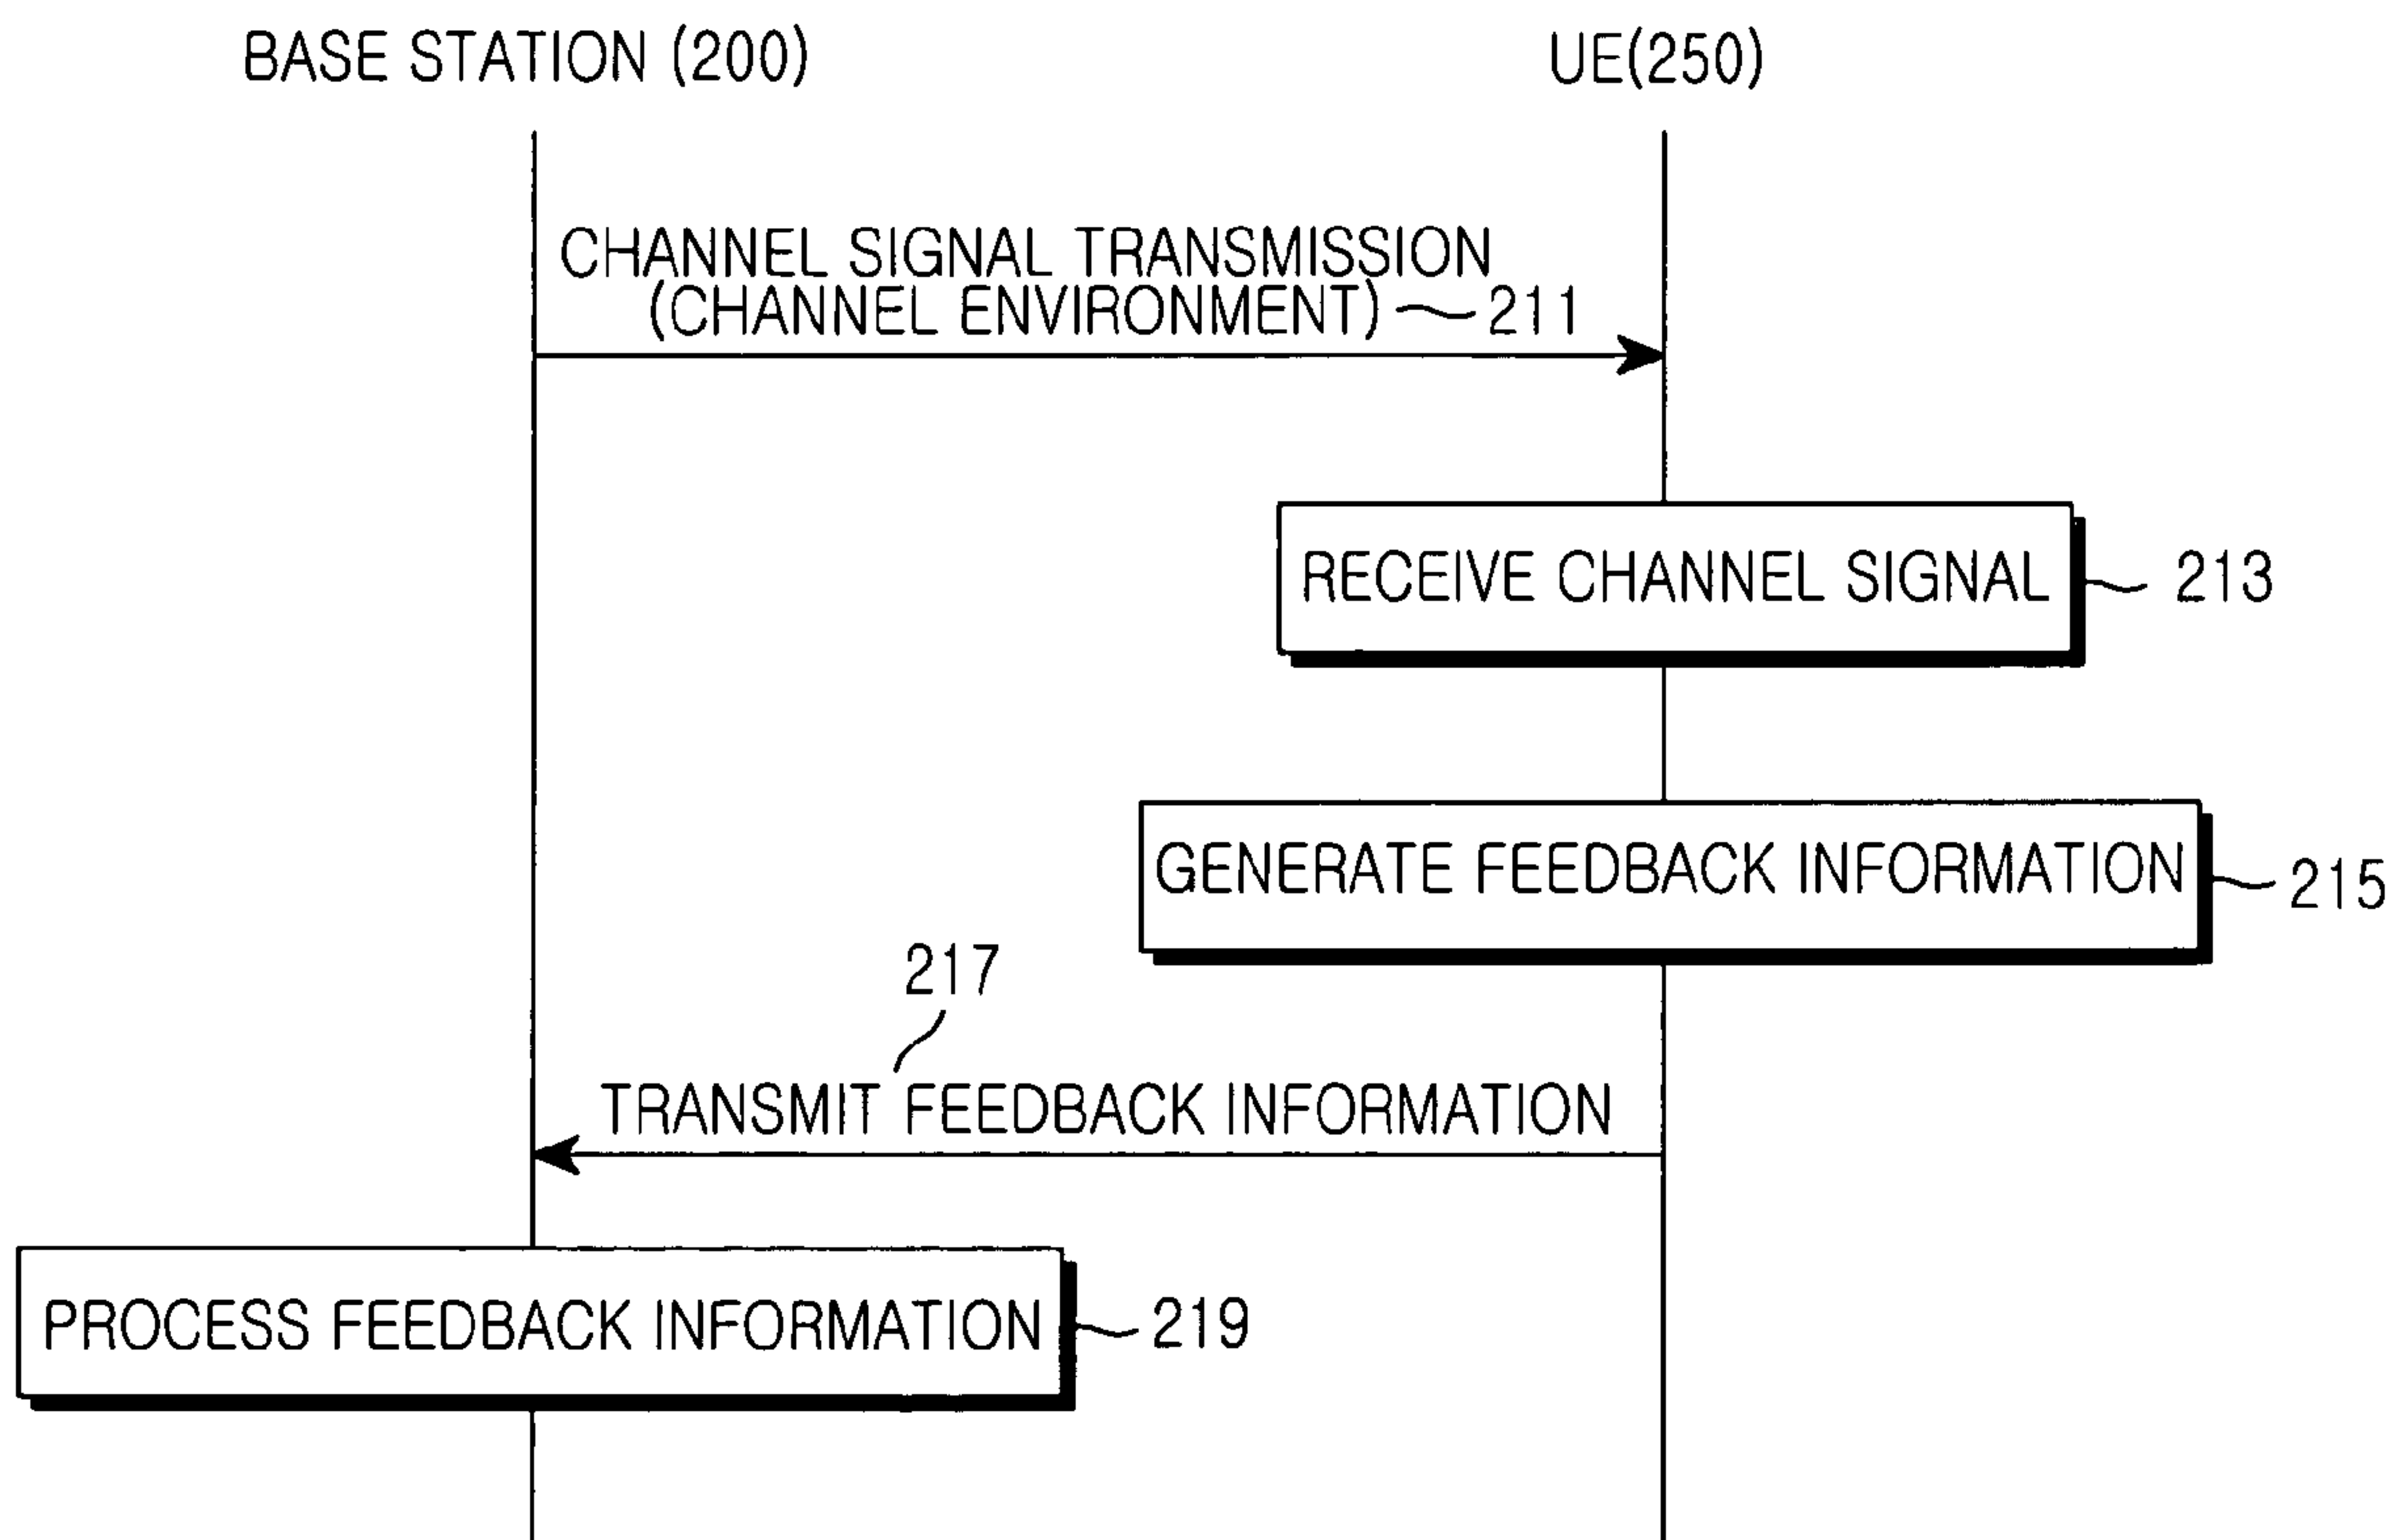 BASE STATION (200)
UE(250)
CHANNEL SIGNAL TRANSMISSION
(CHANNEL ENVIRONMENT) 211
RECEIVE CHANNEL SIGNAL 213
GENERATE FEEDBACK INFORMATION 215
217
TRANSMIT FEEDBACK INFORMATION
PROCESS FEEDBACK INFORMATION 219